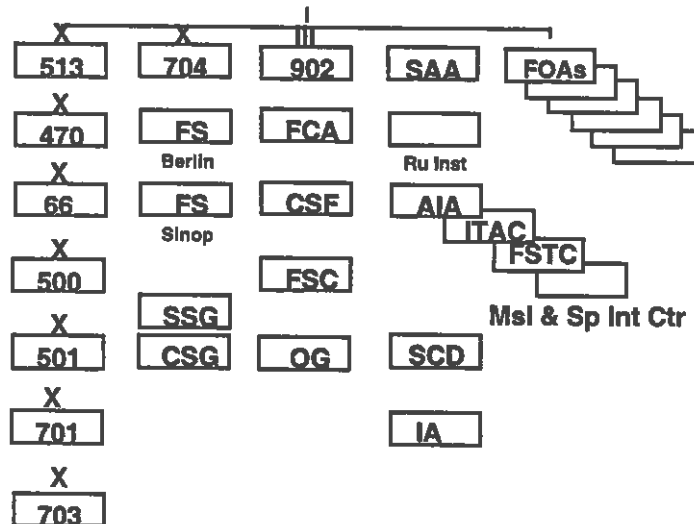 X X III
513 704 902 SAA FOAs
X
470 FS FCA
Berlin Ru Inst
X
66 FS CSF AIA
Sinop ITAC
X FSTC
500 FSC
Msl & Sp Int Ctr
SSG
X
501 CSG OG SCD
X
701 IA
X
703